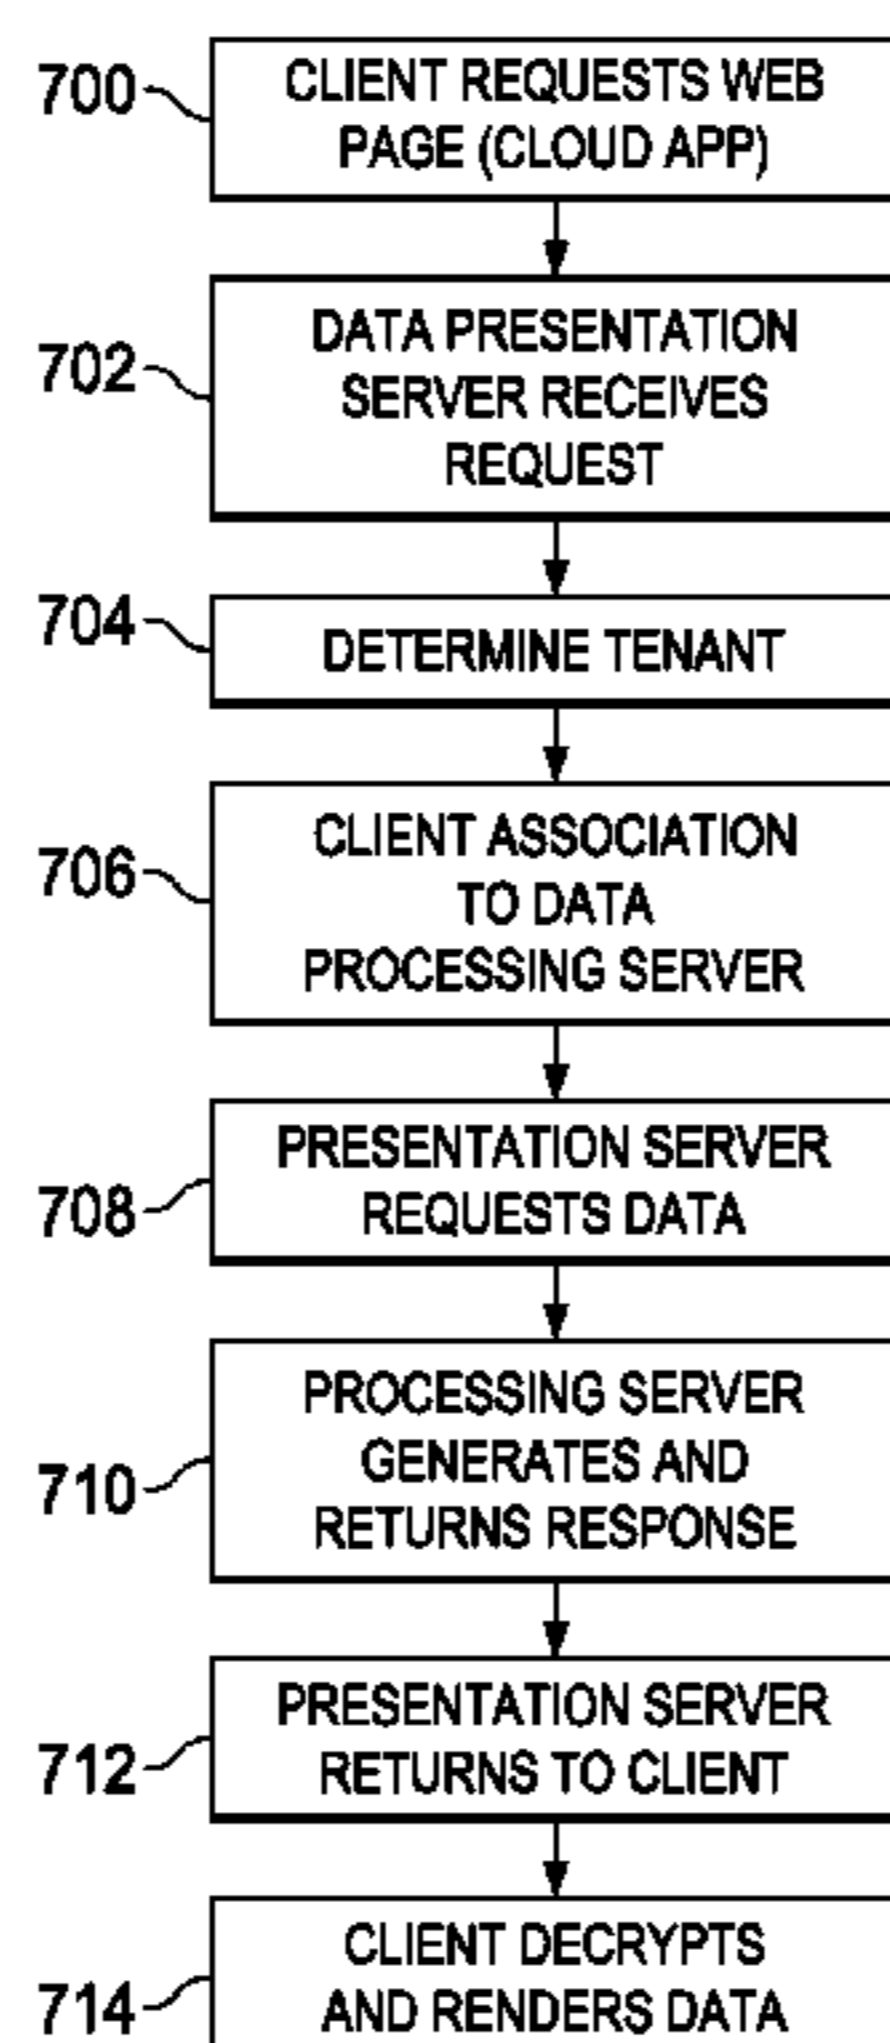 700
CLIENT REQUESTS WEB
PAGE (CLOUD APP)
702
DATA PRESENTATION
SERVER RECEIVES
REQUEST
704
DETERMINE TENANT
706
CLIENT ASSOCIATION
TO DATA
PROCESSING SERVER
708
PRESENTATION SERVER
REQUESTS DATA
710
PROCESSING SERVER
GENERATES AND
RETURNS RESPONSE
712
PRESENTATION SERVER
RETURNS TO CLIENT
714
CLIENT DECRYPTS
AND RENDERS DATA